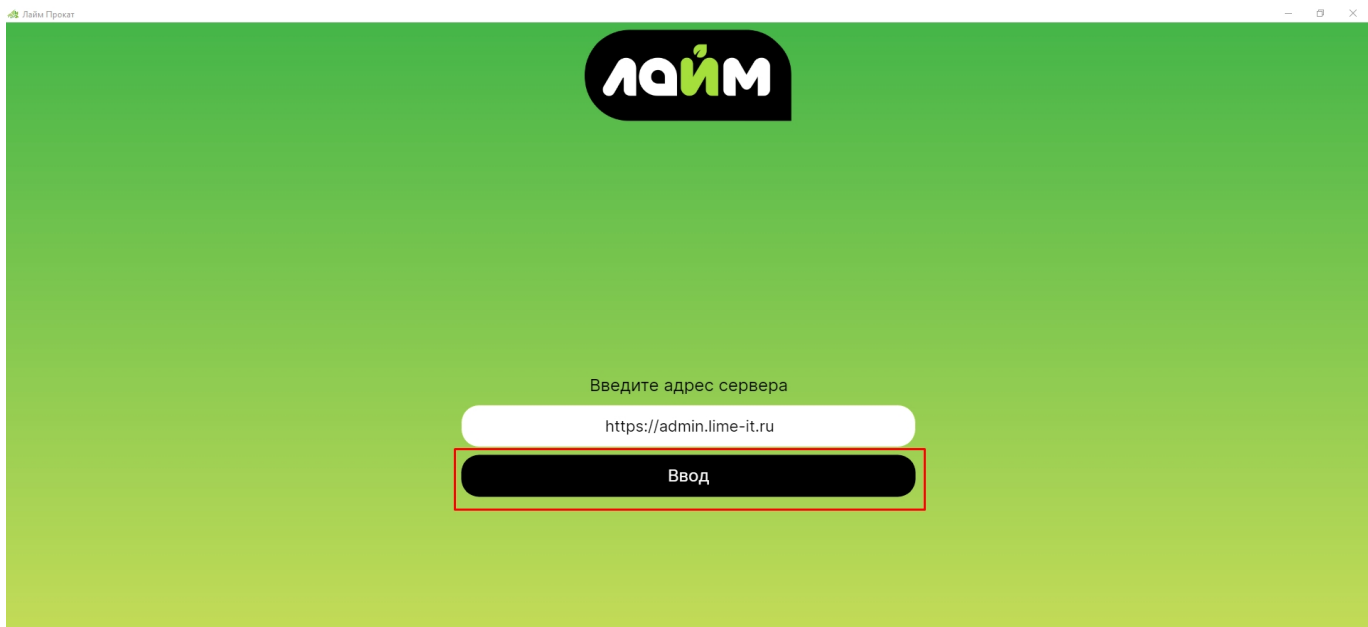 Лайм Прокат
лайм
Введите адрес сервера
https://admin.lime-it.ru
Ввод